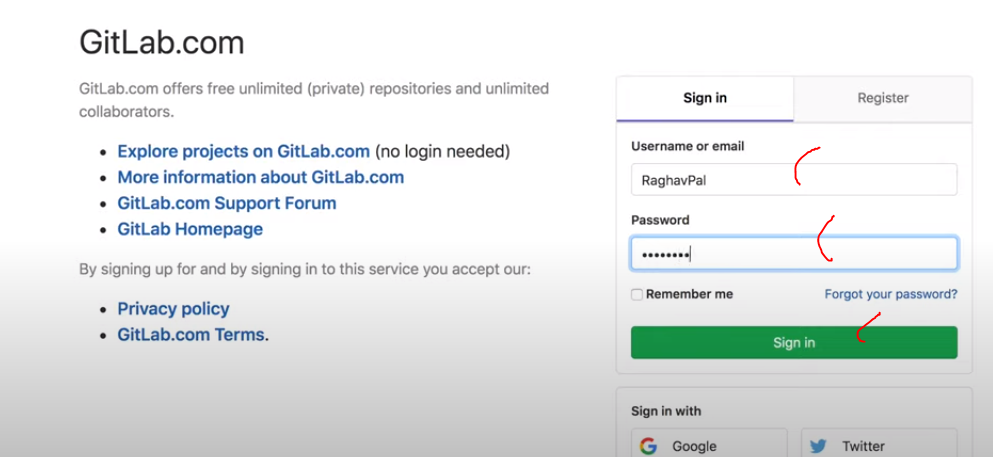 GitLab.com
GitLab.com offers free unlimited (private) repositories and unlimited
collaborators.
Explore projects on GitLab.com (no login needed)
More information about GitLab.com
GitLab.com Support Forum
GitLab Homepage
By signing up for and by signing in to this service you accept our:
Privacy policy
GitLab.com Terms.
Sign in Register
Username or email
RaghavPal
Password
••••••••
Remember me Forgot your password?
Sign in
Sign in with
Google Twitter